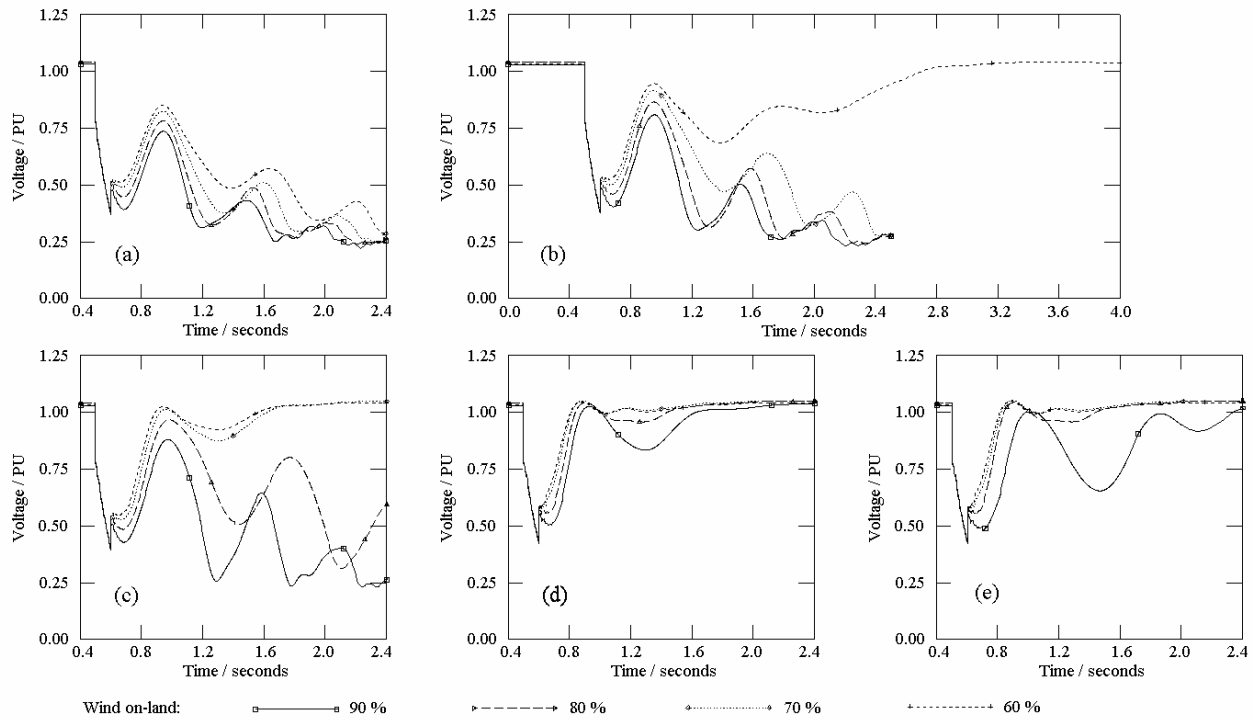 1.25
1.00
0.75
0.50
0.25
0.00
Voltage / PU
(a)
0.4 0.8 1.2 1.6 2.0 2.4
Time / seconds
1.25
1.00
0.75
0.50
0.25
0.00
Voltage / PU
(b)
0.0 0.4 0.8 1.2 1.6 2.0 2.4 2.8 3.2 3.6 4.0
Time / seconds
1.25
1.00
0.75
0.50
0.25
0.00
Voltage / PU
(c)
0.4 0.8 1.2 1.6 2.0 2.4
Time / seconds
1.25
1.00
0.75
0.50
0.25
0.00
Voltage / PU
(d)
0.4 0.8 1.2 1.6 2.0 2.4
Time / seconds
1.25
1.00
0.75
0.50
0.25
0.00
Voltage / PU
(e)
0.4 0.8 1.2 1.6 2.0 2.4
Time / seconds
Wind on-land: 90 % 80 % 70 % 60 %